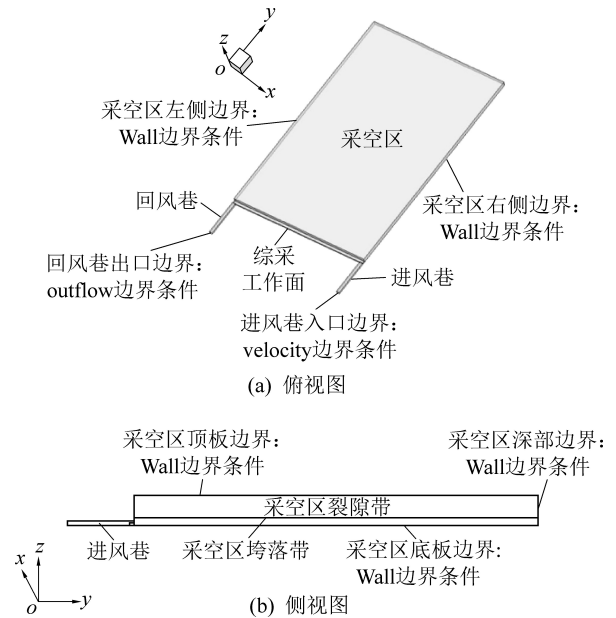 y
z
o
x
采空区左侧边界：
Wall边界条件
采空区
回风巷
采空区右侧边界：
Wall边界条件
综采
工作面
进风巷
回风巷出口边界：
outflow边界条件
进风巷入口边界：
velocity边界条件
(a) 俯视图
采空区顶板边界：
Wall边界条件
采空区深部边界：
Wall边界条件
采空区裂隙带
进风巷
采空区垮落带
采空区底板边界：
Wall边界条件
x
z
o
y
(b) 侧视图